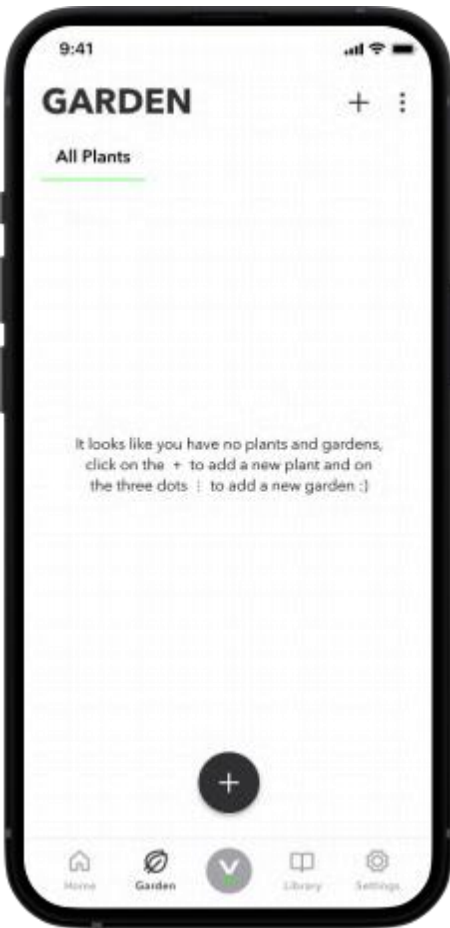 9:41
GARDEN
All Plants
It looks like you have no plants and gardens,
click on the + to add a new plant and on
the three dots ⋮ to add a new garden :)
Home
Garden
Library
Settings